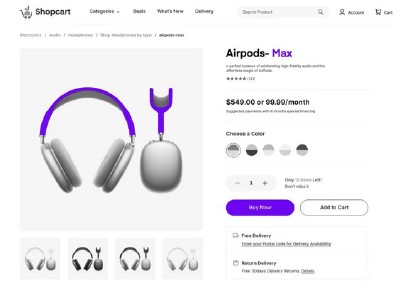 Shopcart
Categories
Deals
What's New
Delivery
Search Product
Account
Cart
Electronics / Audio / Headphones / Shop Headphones by type / airpods-max
Airpods- Max
a perfect balance of exhilarating high-fidelity audio and the
effortless magic of AirPods.
★★★★★ (121)
$549.00 or 99.99/month
Suggested payments with 6 months special financing
Choose a Color
− 1 +
Only 12 Items Left!
Don't miss it
Buy Now
Add to Cart
Free Delivery
Enter your Postal code for Delivery Availability
Return Delivery
Free 30days Delivery Returns. Details